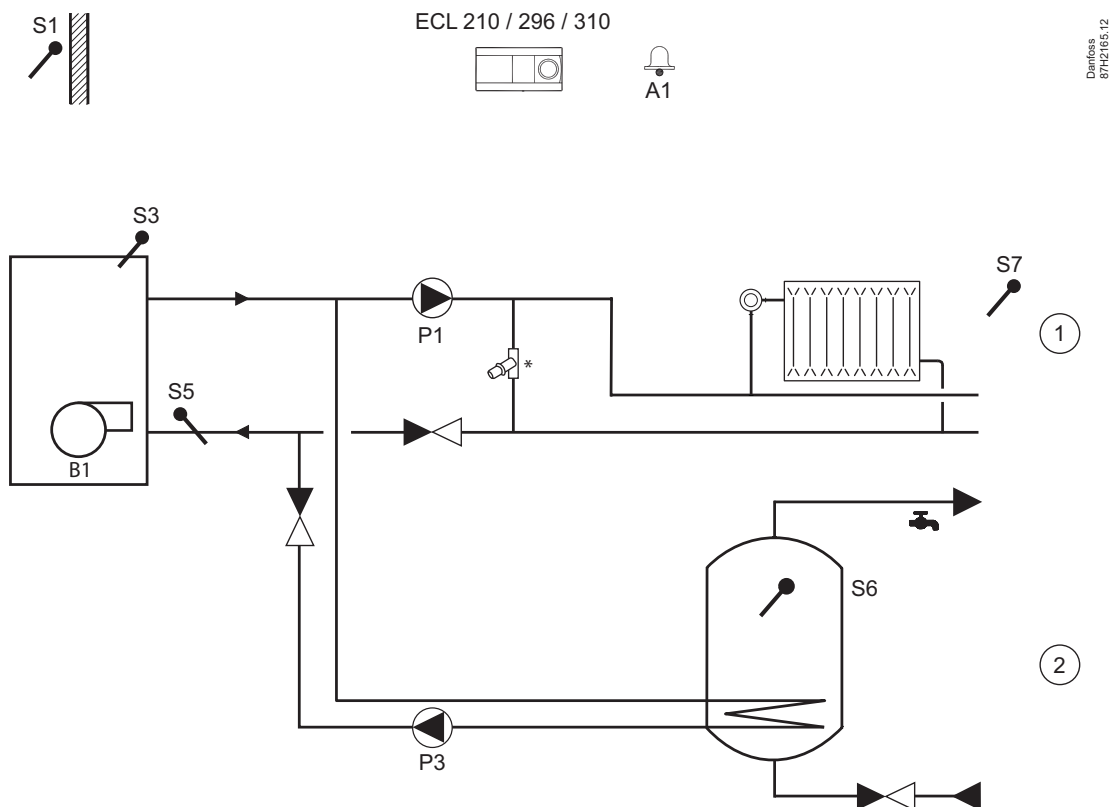 S1
ECL 210 / 296 / 310
A1
Danfoss
87H2165.12
S3
P1
*
S7
1
S5
B1
S6
2
P3